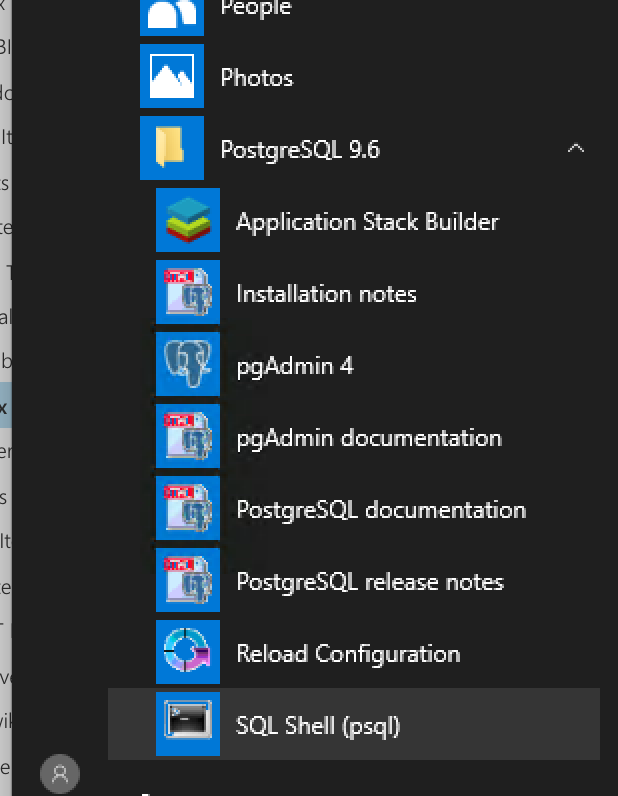 People
Photos
PostgreSQL 9.6
Application Stack Builder
Installation notes
pgAdmin 4
pgAdmin documentation
PostgreSQL documentation
PostgreSQL release notes
Reload Configuration
SQL Shell (psql)